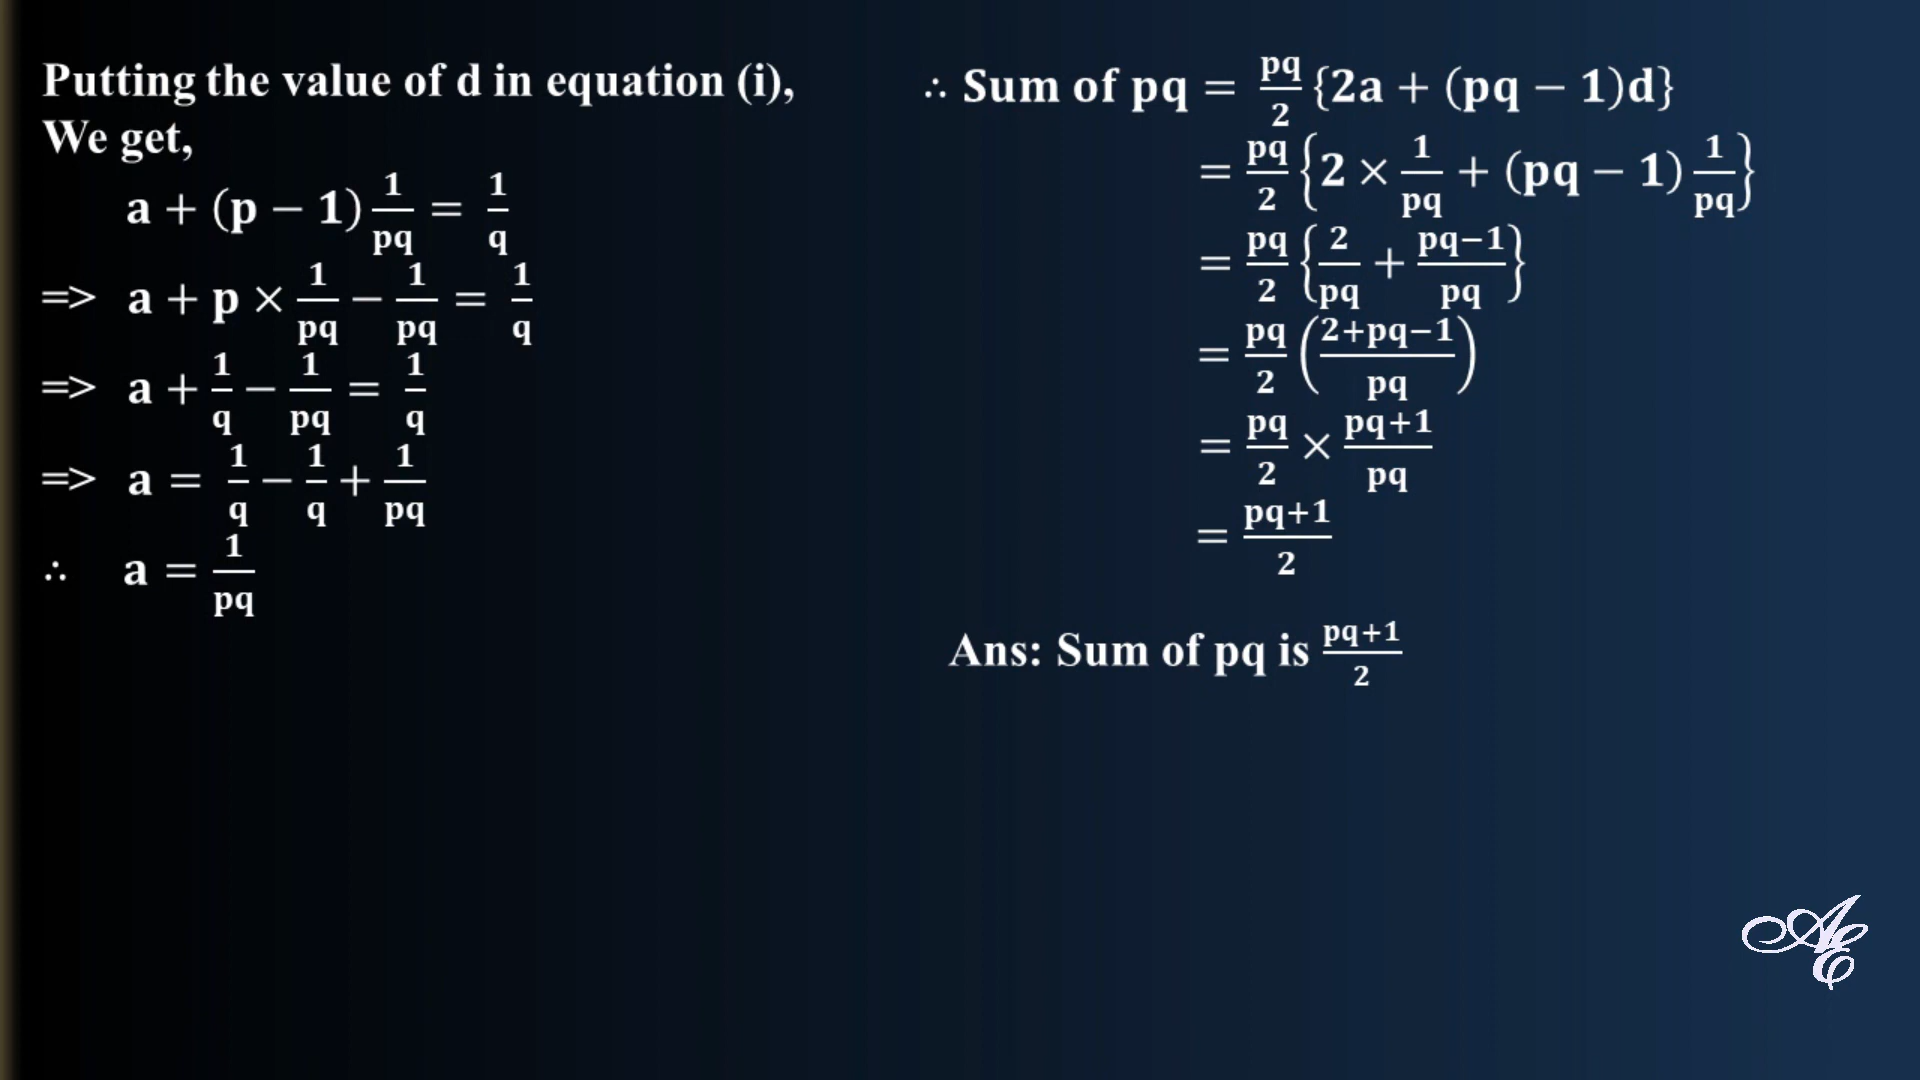 Putting the value of d in equation (i),
We get,
a + (p − 1) 1/pq = 1/q
=> a + p × 1/pq − 1/pq = 1/q
=> a + 1/q − 1/pq = 1/q
=> a = 1/q − 1/q + 1/pq
∴ a = 1/pq
∴ Sum of pq = pq/2 {2a + (pq − 1)d}
= pq/2 {2 × 1/pq + (pq − 1) 1/pq}
= pq/2 {2/pq + pq−1/pq}
= pq/2 (2+pq−1/pq)
= pq/2 × pq+1/pq
= pq+1/2
Ans: Sum of pq is pq+1/2
AE